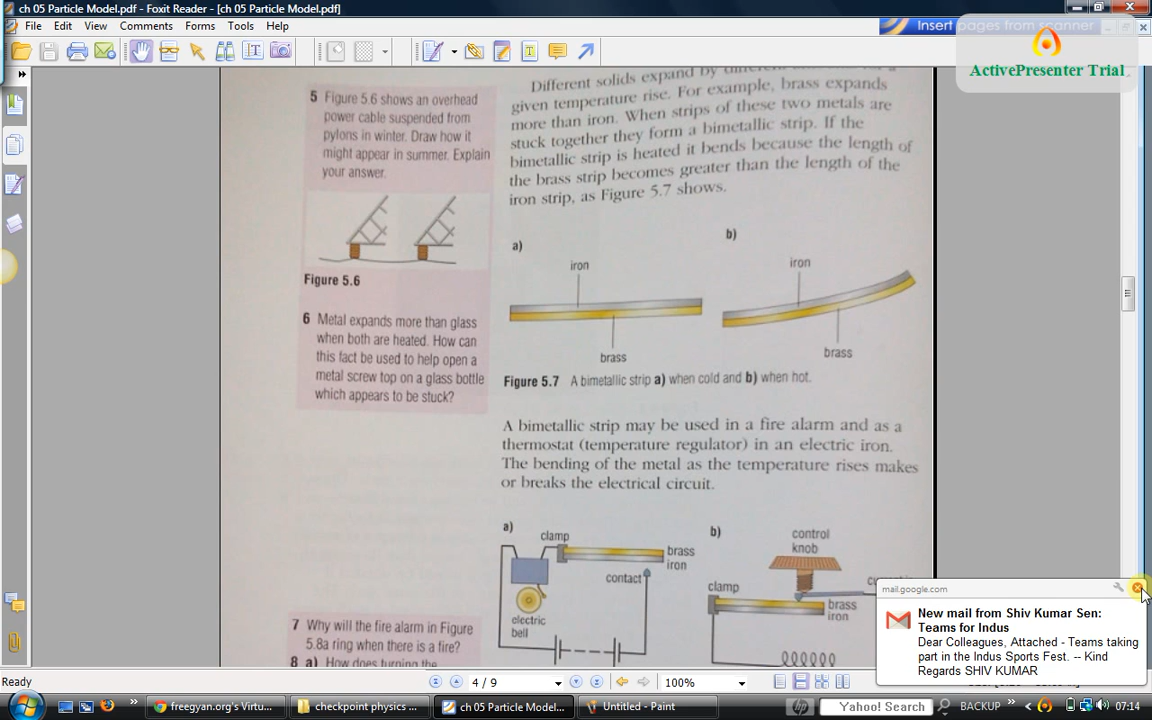 ch 05 Particle Model.pdf - Foxit Reader - [ch 05 Particle Model.pdf]
File Edit View Comments Forms Tools Help
Insert pages from scanner
ActivePresenter Trial
5 Figure 5.6 shows an overhead
power cable suspended from
pylons in winter. Draw how it
might appear in summer. Explain
your answer.
Figure 5.6
6 Metal expands more than glass
when both are heated. How can
this fact be used to help open a
metal screw top on a glass bottle
which appears to be stuck?
7 Why will the fire alarm in Figure
5.8a ring when there is a fire?
8 a) How does turning the
Different solids expand by
given temperature rise. For example, brass expands
more than iron. When strips of these two metals are
stuck together they form a bimetallic strip. If the
bimetallic strip is heated it bends because the length of
the brass strip becomes greater than the length of the
iron strip, as Figure 5.7 shows.
a)
iron
brass
b)
iron
brass
Figure 5.7 A bimetallic strip a) when cold and b) when hot.
A bimetallic strip may be used in a fire alarm and as a
thermostat (temperature regulator) in an electric iron.
The bending of the metal as the temperature rises makes
or breaks the electrical circuit.
a)
clamp
brass
iron
contact
electric
bell
b)
control
knob
clamp
brass
iron
mail.google.com
New mail from Shiv Kumar Sen:
Teams for Indus
Dear Colleagues, Attached - Teams taking
part in the Indus Sports Fest. -- Kind
Regards SHIV KUMAR
Ready
4 / 9
100%
freegyan.org's Virtu...
checkpoint physics ...
ch 05 Particle Model....
Untitled - Paint
Yahoo! Search
BACKUP
07:14